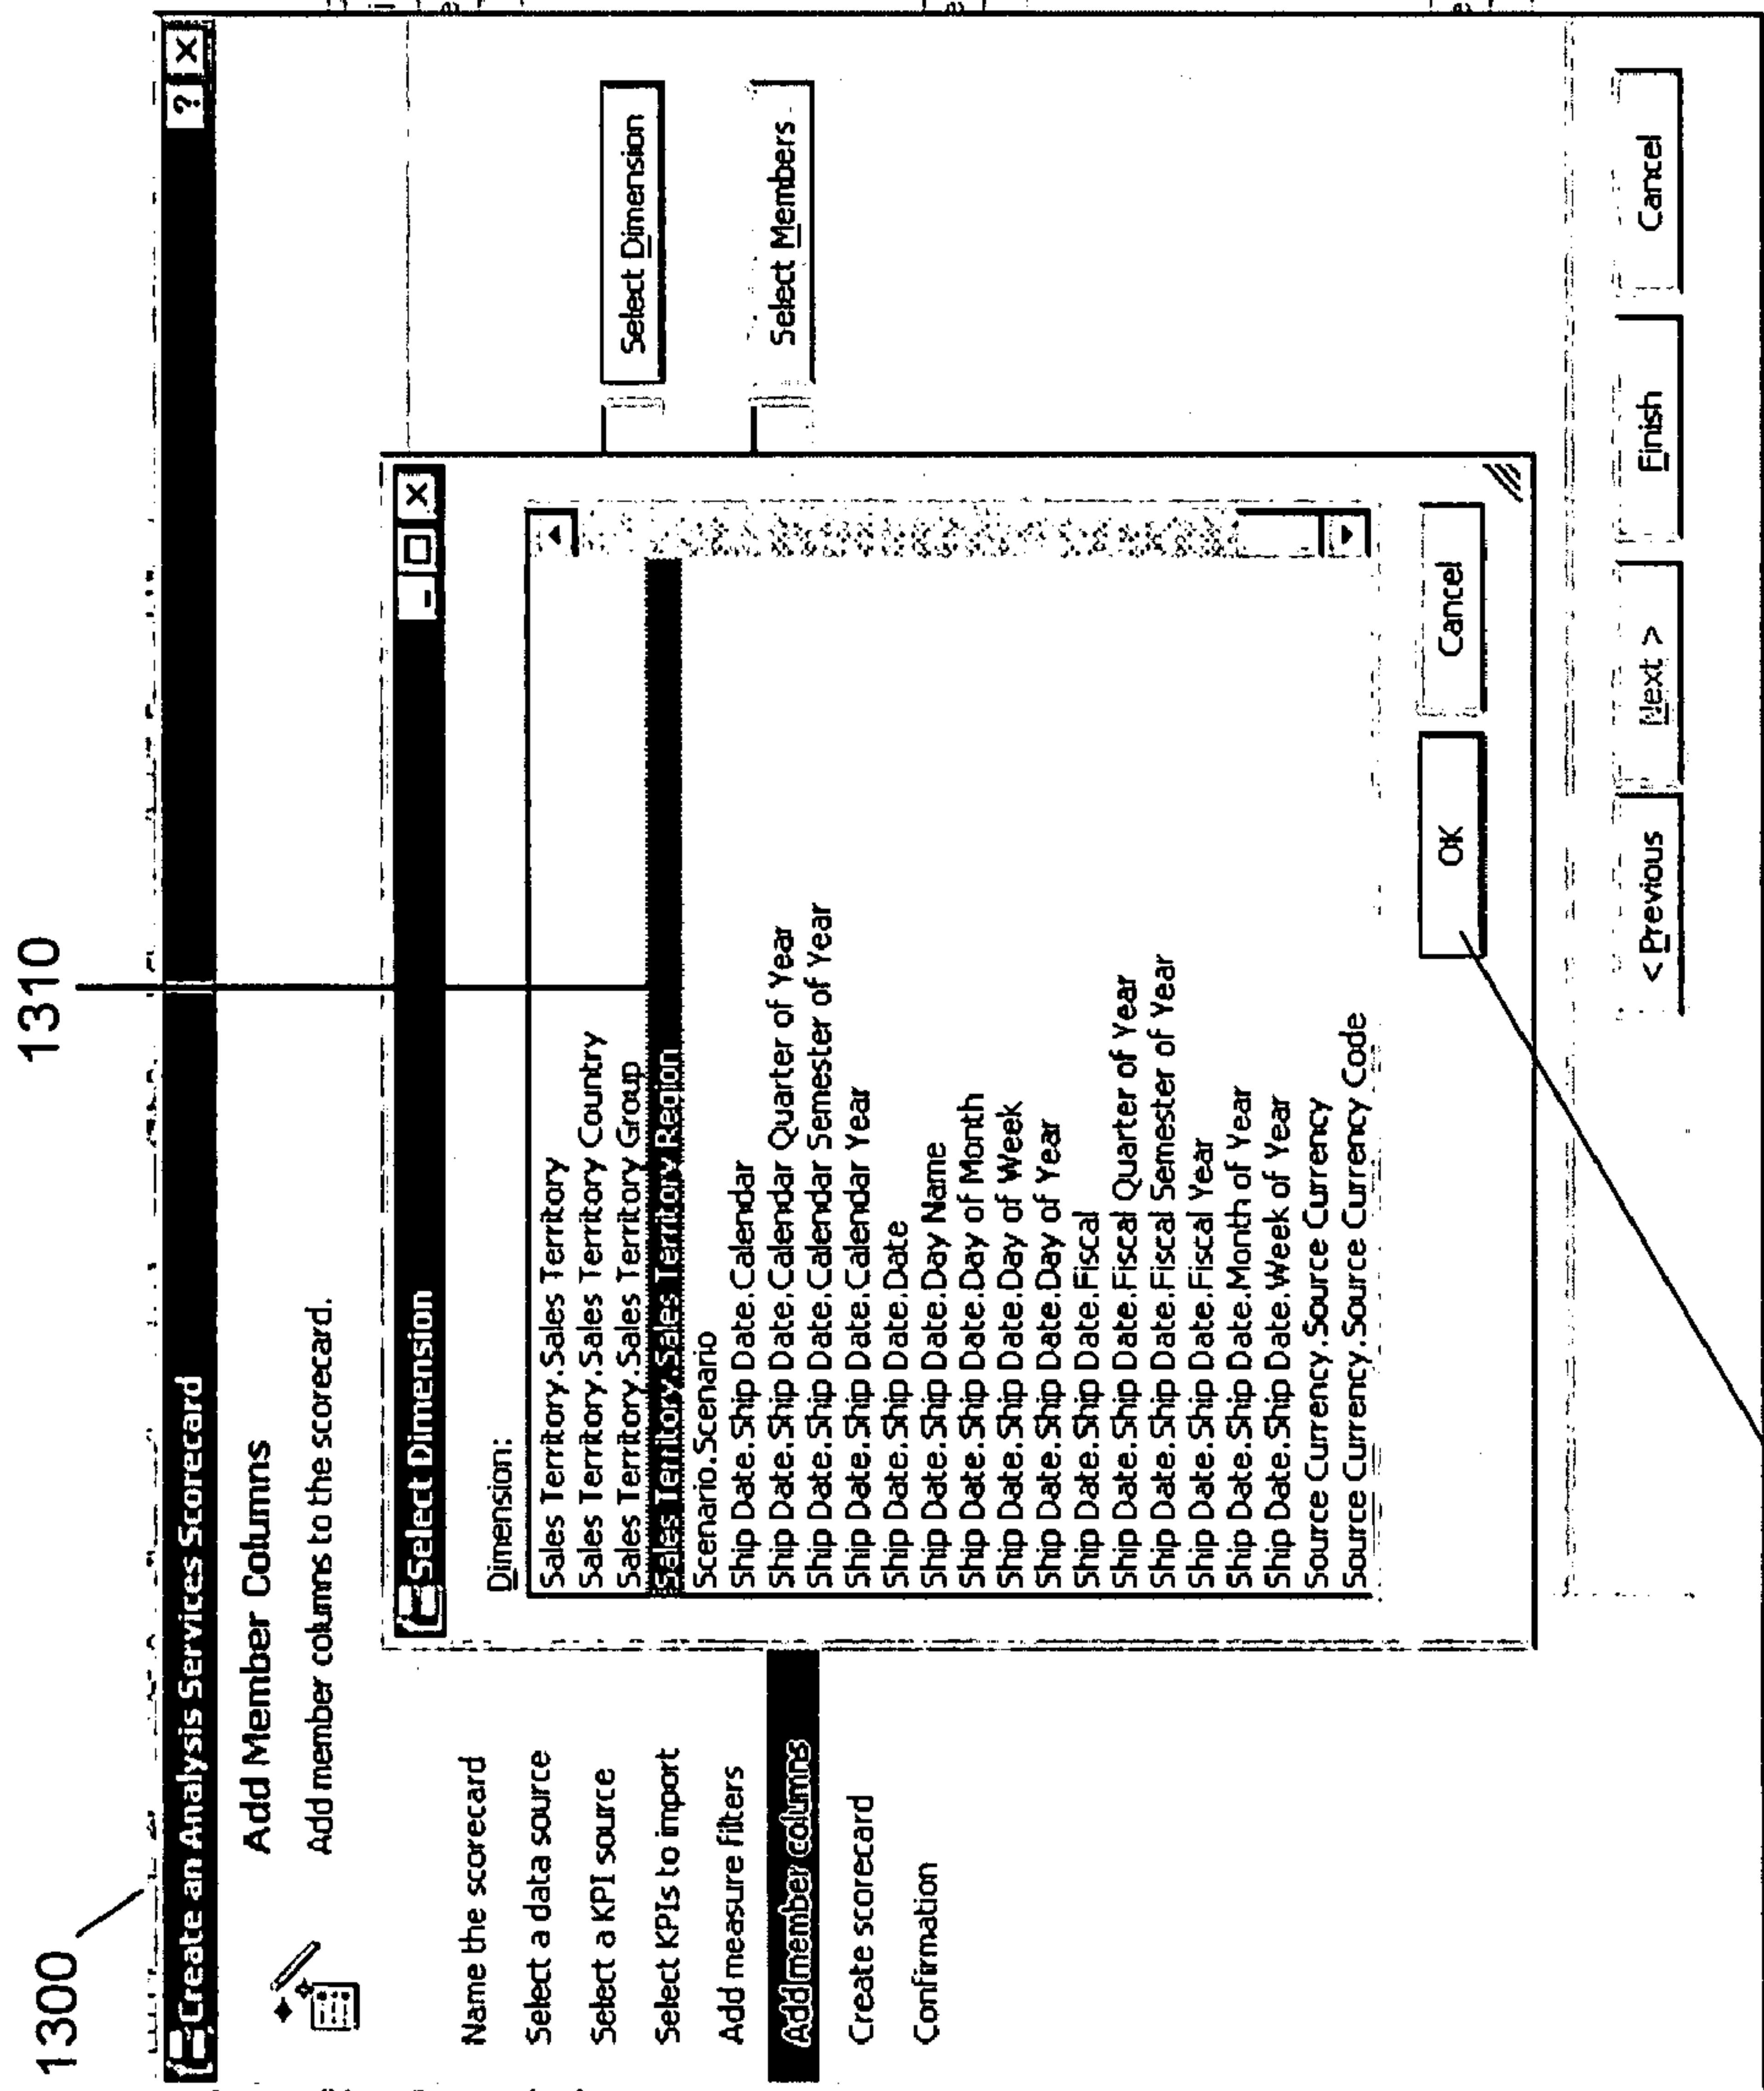 1300
1310
Create an Analysis Services Scorecard
Add Member Columns
Add member columns to the scorecard.
Name the scorecard
Select a data source
Select a KPI source
Select KPIs to import
Add measure filters
Add member columns
Create scorecard
Confirmation
Select Dimension
Select Members
Select Dimension
Dimension:
Sales Territory.Sales Territory
Sales Territory.Sales Territory Country
Sales Territory.Sales Territory Group
Sales Territory.Sales Territory Region
Scenario.Scenario
Ship Date.Ship Date.Calendar
Ship Date.Ship Date.Calendar Quarter of Year
Ship Date.Ship Date.Calendar Semester of Year
Ship Date.Ship Date.Calendar Year
Ship Date.Ship Date.Date
Ship Date.Ship Date.Day Name
Ship Date.Ship Date.Day of Month
Ship Date.Ship Date.Day of Week
Ship Date.Ship Date.Day of Year
Ship Date.Ship Date.Fiscal
Ship Date.Ship Date.Fiscal Quarter of Year
Ship Date.Ship Date.Fiscal Semester of Year
Ship Date.Ship Date.Fiscal Year
Ship Date.Ship Date.Month of Year
Ship Date.Ship Date.Week of Year
Source Currency.Source Currency
Source Currency.Source Currency Code
OK
Cancel
< Previous
Next >
Finish
Cancel